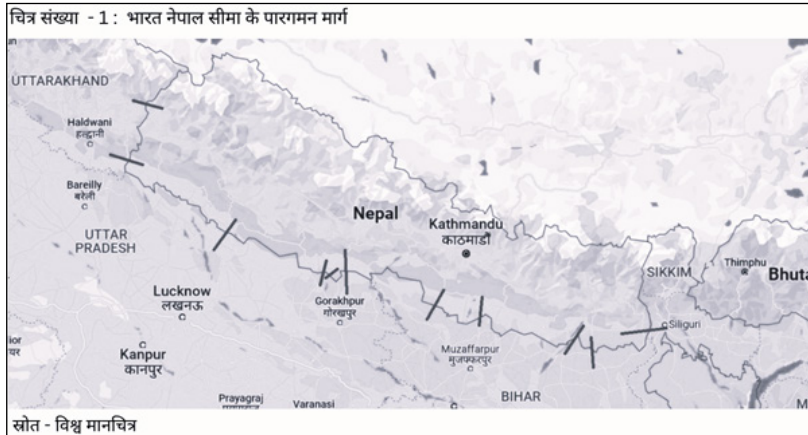 चित्र संख्या - 1 : भारत नेपाल सीमा के पारगमन मार्ग
UTTARAKHAND
Haldwani
हल्द्वानी
Bareilly
बरेली
Nepal
Kathmandu
काठमाडौं
UTTAR
PRADESH
SIKKIM
Thimphu
Bhuta
Lucknow
लखनऊ
Gorakhpur
गोरखपुर
Siliguri
Kanpur
कानपुर
Muzaffarpur
मुजफ्फरपुर
Prayagraj
Varanasi
BIHAR
स्रोत - विश्व मानचित्र